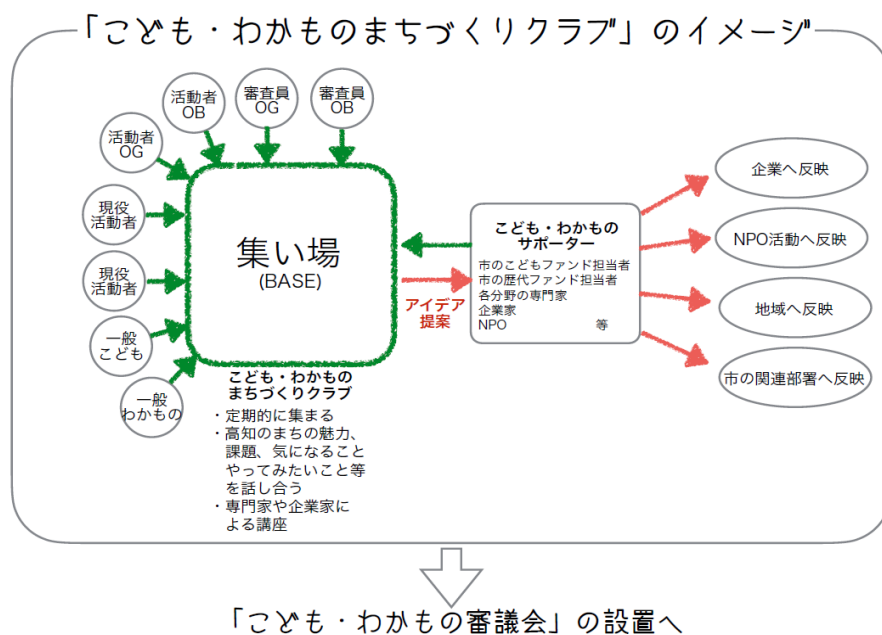 「こども・わかものまちづくりクラブ」のイメージ
活動者
OG
活動者
OB
審査員
OG
審査員
OB
現役
活動者
現役
活動者
一般
こども
一般
わかもの
集い場
(BASE)
こども・わかもの
まちづくりクラブ
・定期的に集まる
・高知のまちの魅力、
課題、気になること
やってみたいこと等
を話し合う
・専門家や企業家に
よる講座
アイデア
提案
こども・わかもの
サポーター
市のこどもファンド担当者
市の歴代ファンド担当者
各分野の専門家
企業家
NPO 等
企業へ反映
NPO活動へ反映
地域へ反映
市の関連部署へ反映
「こども・わかもの審議会」の設置へ